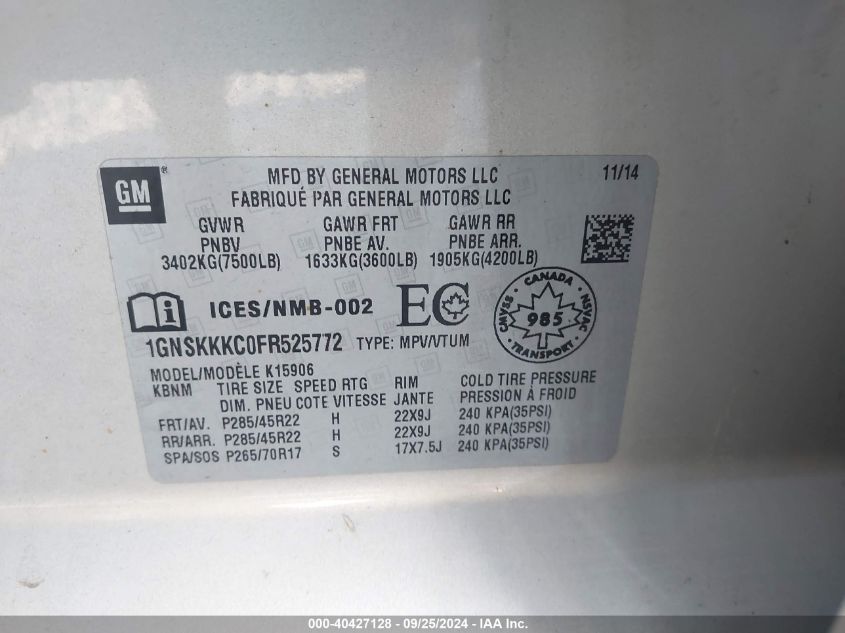 GM
®
MFD BY GENERAL MOTORS LLC
11/14
FABRIQUÉ PAR GENERAL MOTORS LLC
GVWR GAWR FRT GAWR RR
PNBV PNBE AV. PNBE ARR.
3402KG(7500LB) 1633KG(3600LB) 1905KG(4200LB)
ICES/NMB-002
EC
CANADA
CMVSS · NSVAC
985
TRANSPORT
1GNSKKKC0FR525772 TYPE: MPV/VTUM
MODEL/MODÈLE K15906
KBNM TIRE SIZE SPEED RTG RIM COLD TIRE PRESSURE
DIM. PNEU COTE VITESSE JANTE PRESSION À FROID
FRT/AV. P285/45R22 H 22X9J 240 KPA(35PSI)
RR/ARR. P285/45R22 H 22X9J 240 KPA(35PSI)
SPA/SOS P265/70R17 S 17X7.5J 240 KPA(35PSI)
000-40427128 - 09/25/2024 - IAA Inc.